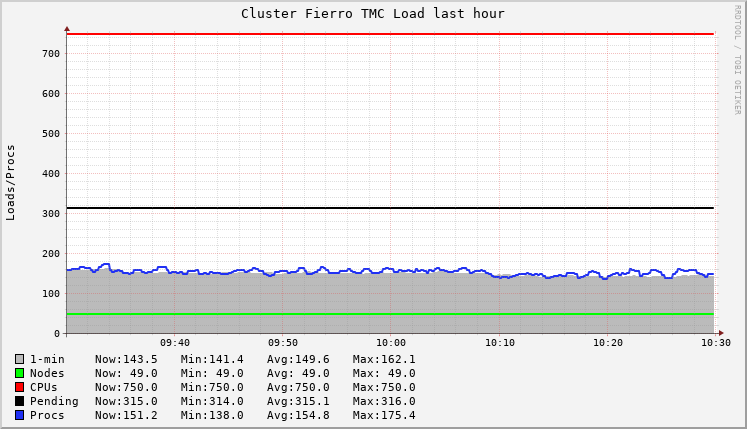 Cluster Fierro TMC Load last hour
RRDTOOL / TOBI OETIKER
Loads/Procs
700
600
500
400
300
200
100
0
09:40 09:50 10:00 10:10 10:20 10:30
1-min Now:143.5 Min:141.4 Avg:149.6 Max:162.1
Nodes Now: 49.0 Min: 49.0 Avg: 49.0 Max: 49.0
CPUs Now:750.0 Min:750.0 Avg:750.0 Max:750.0
Pending Now:315.0 Min:314.0 Avg:315.1 Max:316.0
Procs Now:151.2 Min:138.0 Avg:154.8 Max:175.4